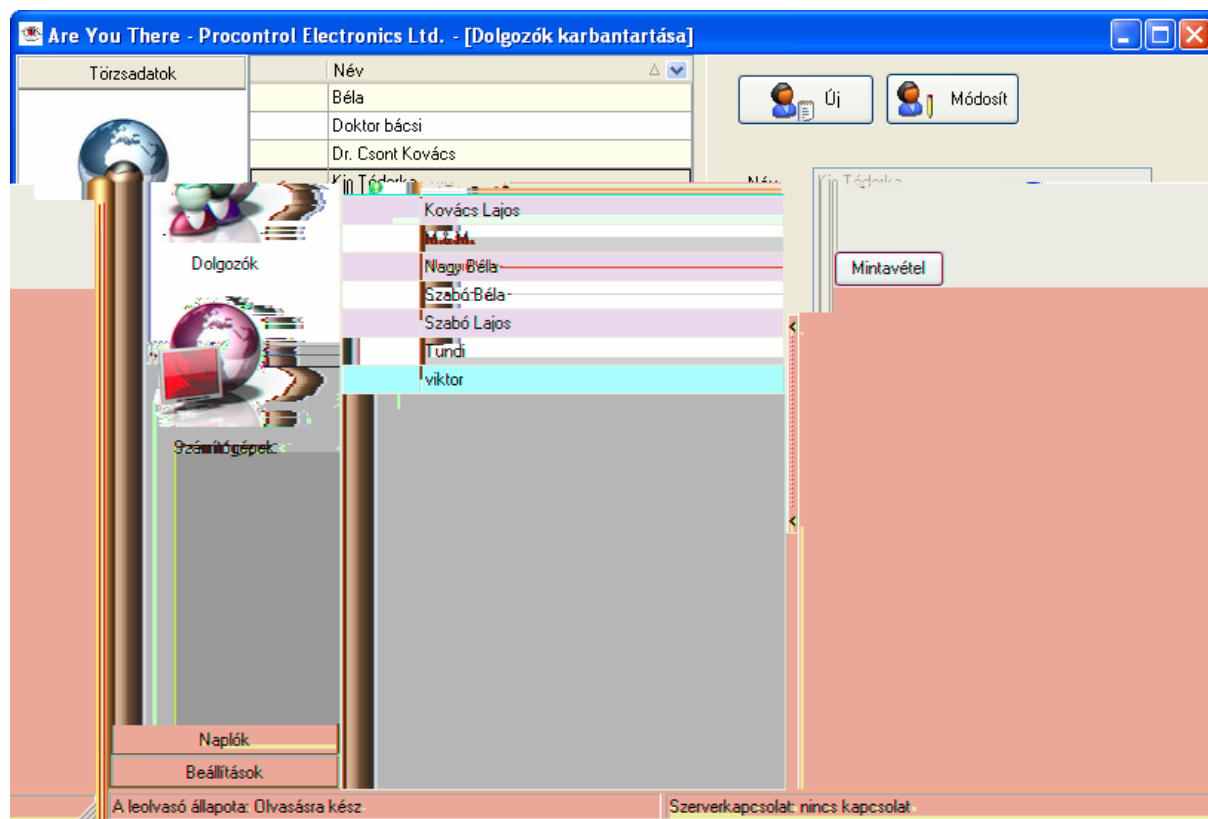 Are You There - Procontrol Electronics Ltd. - [Dolgozók karbantartása]
Törzsadatok
Név
Béla
Doktor bácsi
Dr. Csont Kovács
Új
Módosít
Név
Kovács Lajos
M.&M.
Dolgozók
Nagy Béla
Mintavétel
Szabó Béla
Szabó Lajos
Tündi
viktor
Számítógépek
Naplók
Beállítások
A leolvasó állapota: Olvasásra kész
Szerverkapcsolat: nincs kapcsolat